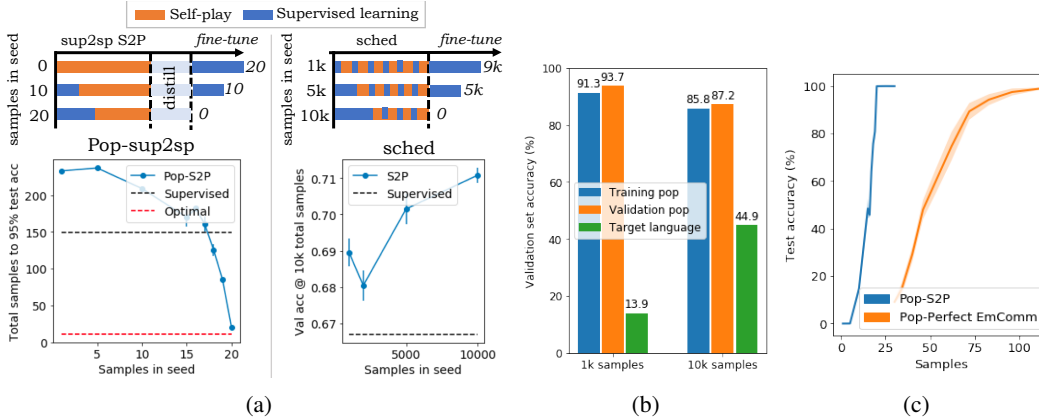 Self-play
Supervised learning
sup2sp S2P
fine-tune
samples in seed
0
10
20
distill
20
10
0
sched
fine-tune
samples in seed
1k
5k
10k
9k
5k
0
Pop-sup2sp
Total samples to 95% test acc
200
150
100
50
0
Pop-S2P
Supervised
Optimal
5
10
15
20
Samples in seed
sched
Val acc @ 10k total samples
0.71
0.70
0.69
0.68
0.67
S2P
Supervised
5000
10000
Samples in seed
(a)
Validation set accuracy (%)
100
80
60
40
20
0
91.3
93.7
13.9
85.8
87.2
44.9
Training pop
Validation pop
Target language
1k samples
10k samples
(b)
Test accuracy (%)
100
80
60
40
20
0
Pop-S2P
Pop-Perfect EmComm
0
25
50
75
100
Samples
(c)